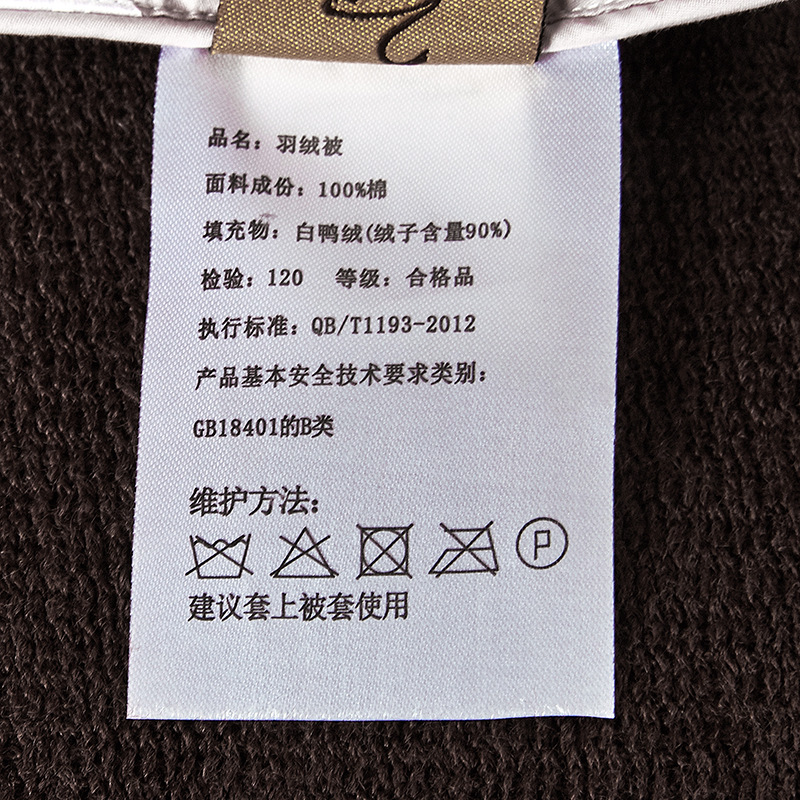 品名：羽绒被
面料成份：100%棉
填充物：白鸭绒(绒子含量90%)
检验：120 等级：合格品
执行标准：QB/T1193-2012
产品基本安全技术要求类别：
GB18401的B类
维护方法：
P
建议套上被套使用